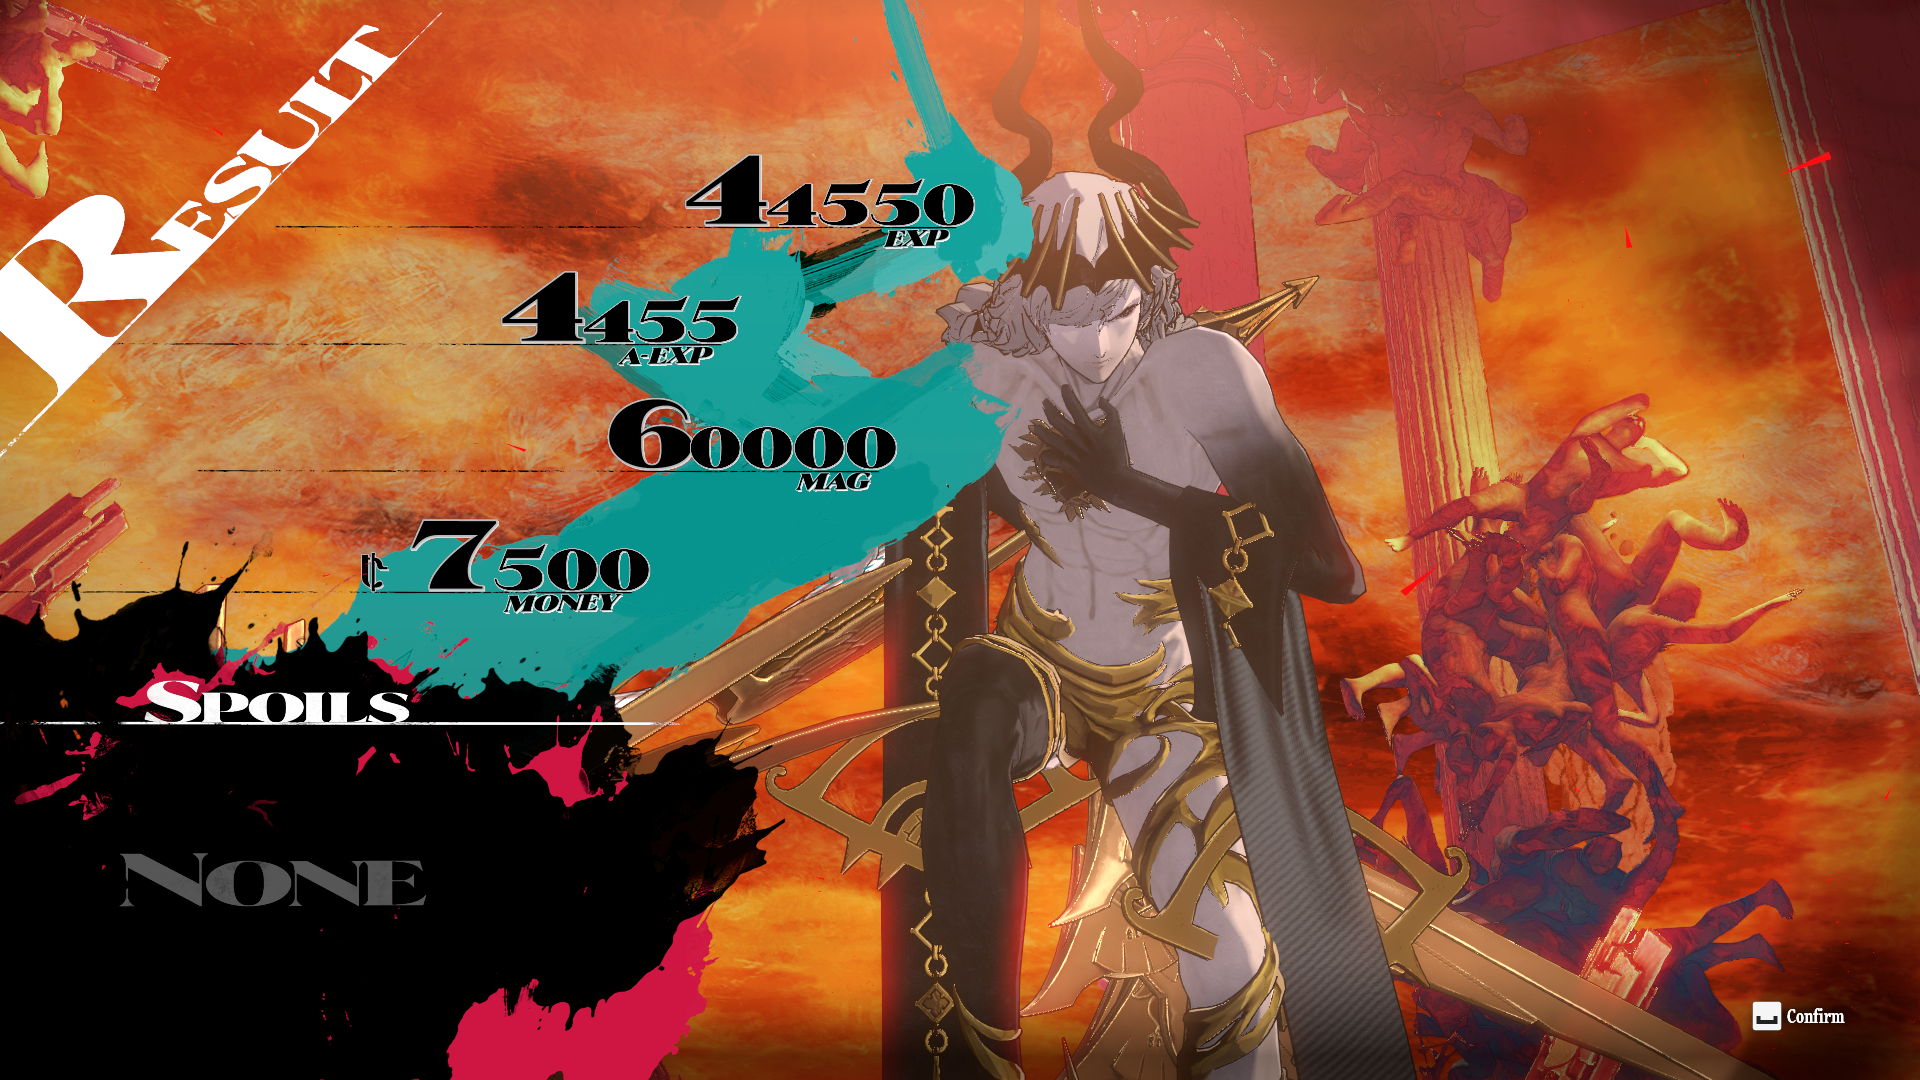 RESULT
44550
EXP
4455
A-EXP
60000
MAG
7500
MONEY
SPOILS
NONE
Confirm